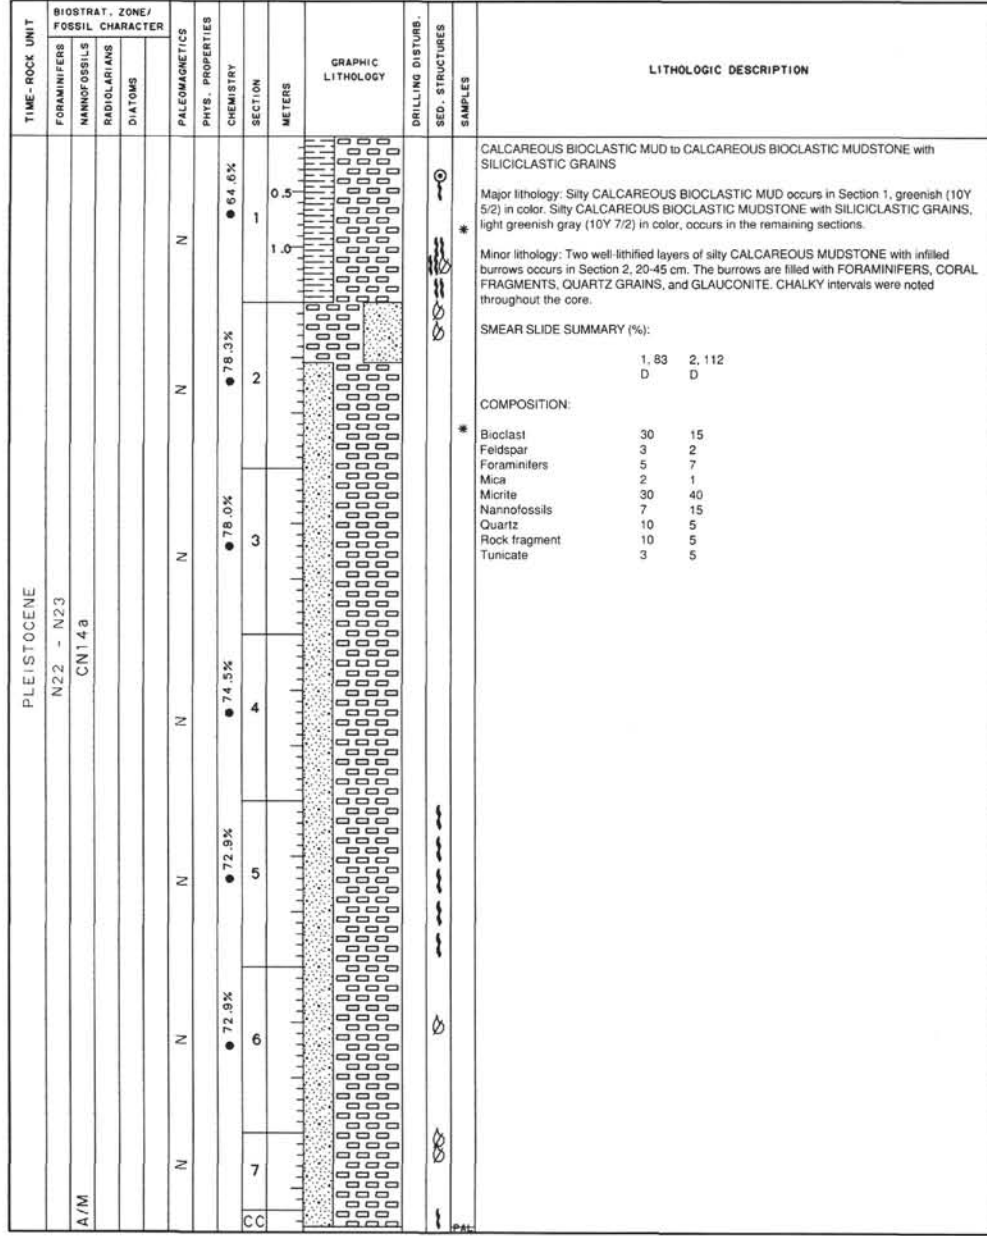 TIME-ROCK UNIT
BIOSTRAT. ZONE/
FOSSIL CHARACTER
FORAMINIFERS
NANNOFOSSILS
RADIOLARIANS
DIATOMS
PALEOMAGNETICS
PHYS. PROPERTIES
CHEMISTRY
SECTION
METERS
GRAPHIC
LITHOLOGY
DRILLING DISTURB.
SED. STRUCTURES
SAMPLES
LITHOLOGIC DESCRIPTION
PLEISTOCENE
N22 - N23
CN14a
A/M
N
N
N
N
N
N
N
64.6%
78.3%
78.0%
74.5%
72.9%
72.9%
1
2
3
4
5
6
7
CC
0.5
1.0
*
*
PAL
CALCAREOUS BIOCLASTIC MUD to CALCAREOUS BIOCLASTIC MUDSTONE with
SILICICLASTIC GRAINS
Major lithology: Silty CALCAREOUS BIOCLASTIC MUD occurs in Section 1, greenish (10Y
5/2) in color. Silty CALCAREOUS BIOCLASTIC MUDSTONE with SILICICLASTIC GRAINS,
light greenish gray (10Y 7/2) in color, occurs in the remaining sections.
Minor lithology: Two well-lithified layers of silty CALCAREOUS MUDSTONE with infilled
burrows occurs in Section 2, 20-45 cm. The burrows are filled with FORAMINIFERS, CORAL
FRAGMENTS, QUARTZ GRAINS, and GLAUCONITE. CHALKY intervals were noted
throughout the core.
SMEAR SLIDE SUMMARY (%):
1, 83 2, 112
D D
COMPOSITION:
Bioclast 30 15
Feldspar 3 2
Foraminifers 5 7
Mica 2 1
Micrite 30 40
Nannofossils 7 15
Quartz 10 5
Rock fragment 10 5
Tunicate 3 5